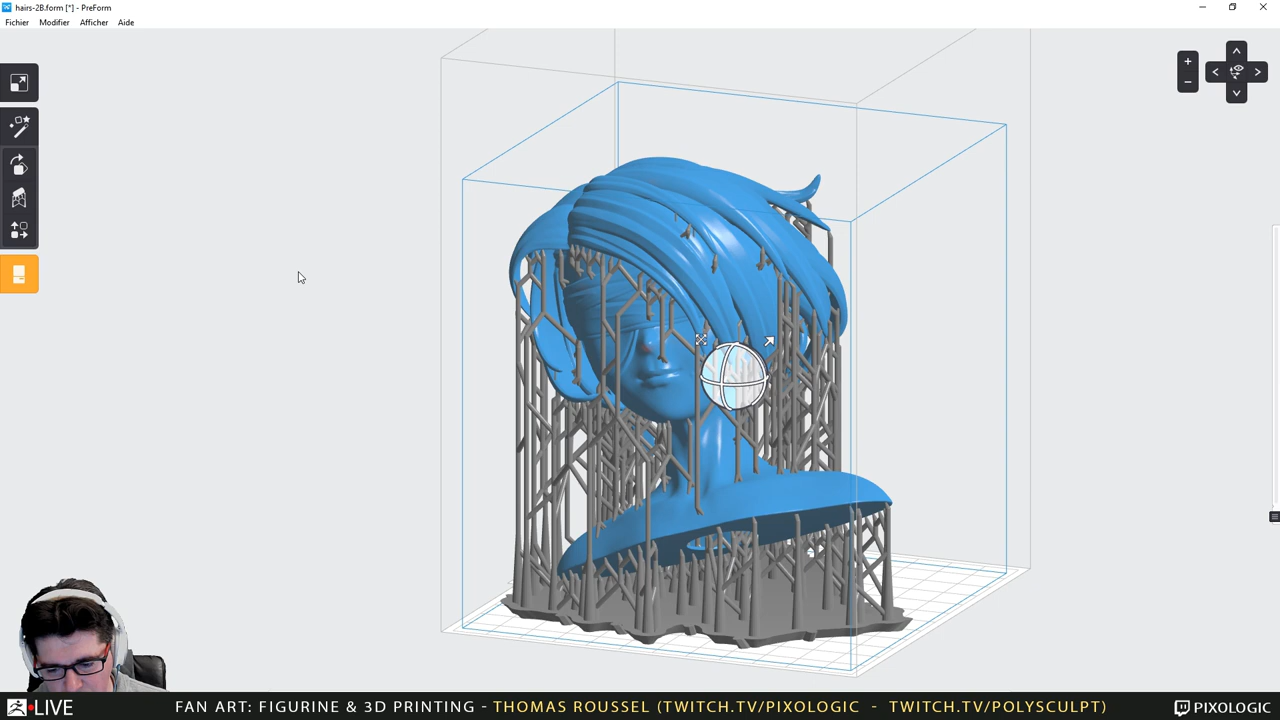 hairs-2B.form [*] - PreForm
Fichier Modifier Afficher Aide
LIVE
FAN ART: FIGURINE & 3D PRINTING - THOMAS ROUSSEL (TWITCH.TV/PIXOLOGIC - TWITCH.TV/POLYSCULPT)
PIXOLOGIC